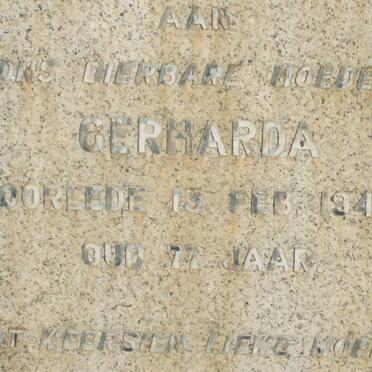 AAN
ONS DIERBARE MOEDE
GERHARDA
OORLEDE 13 FEB 194
OUD 77 JAAR